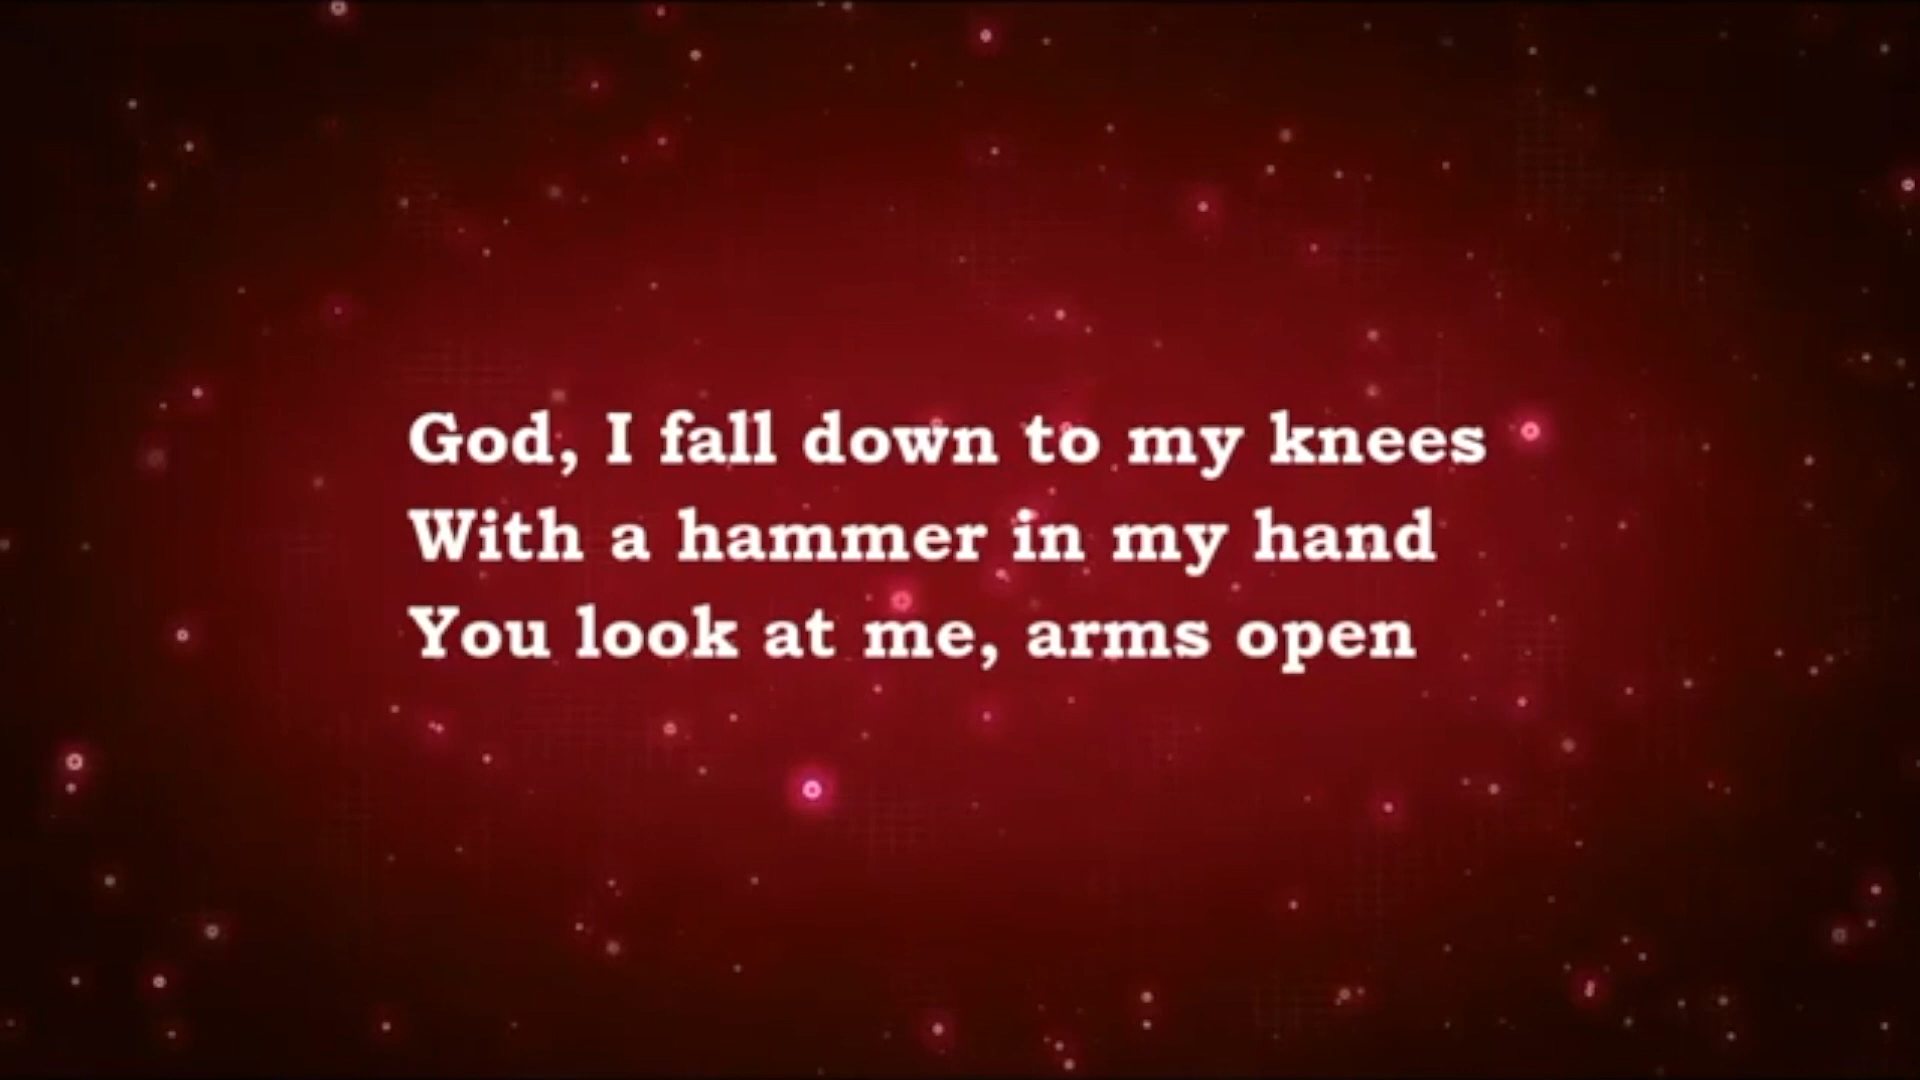 God, I fall down to my knees
With a hammer in my hand
You look at me, arms open